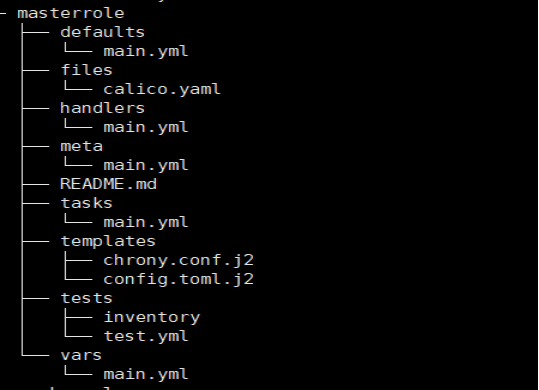 masterrole
├── defaults
│   └── main.yml
├── files
│   └── calico.yaml
├── handlers
│   └── main.yml
├── meta
│   └── main.yml
├── README.md
├── tasks
│   └── main.yml
├── templates
│   ├── chrony.conf.j2
│   └── config.toml.j2
├── tests
│   ├── inventory
│   └── test.yml
└── vars
    └── main.yml